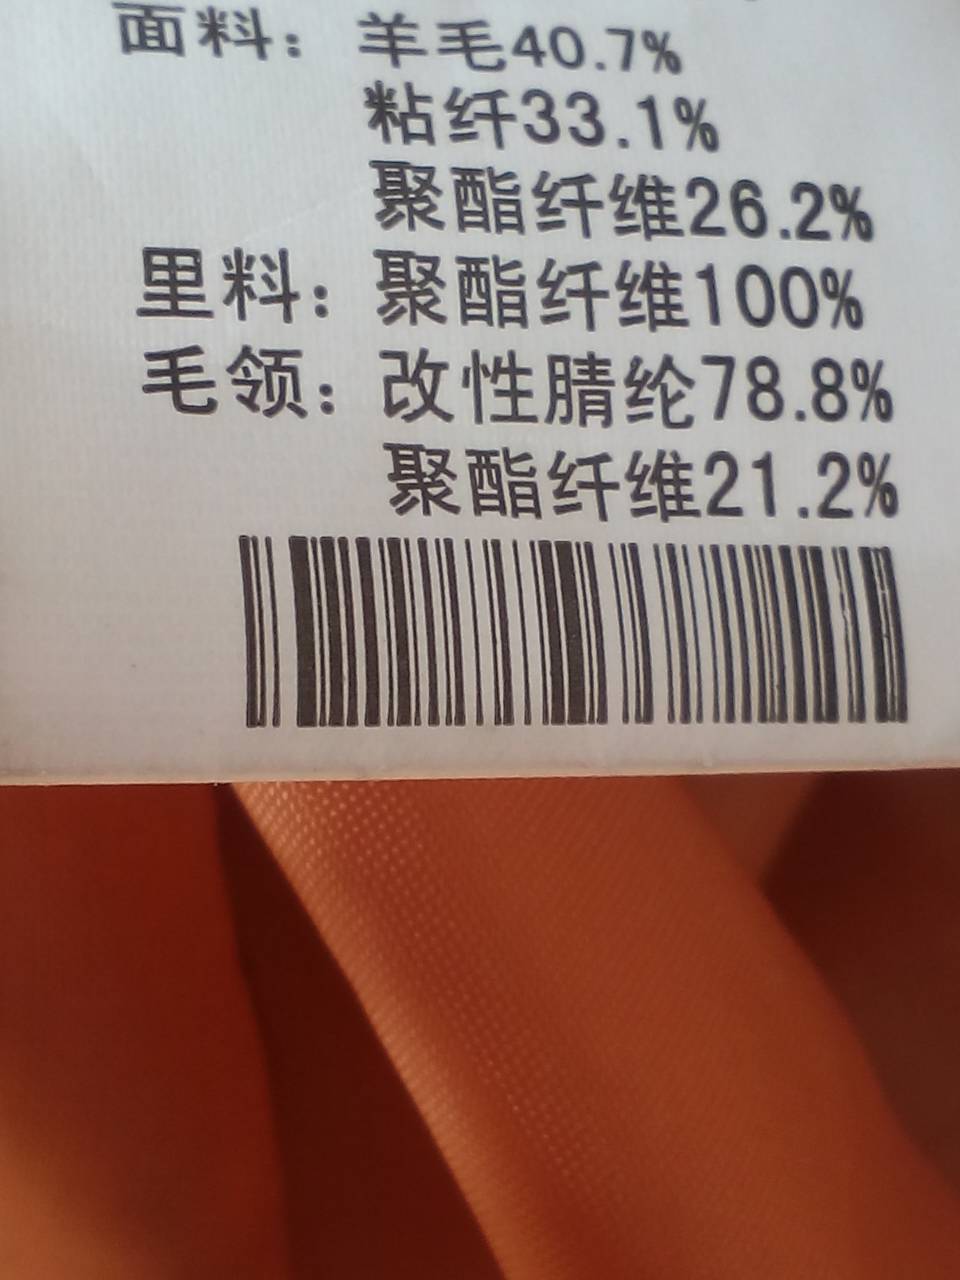 面料：羊毛40.7%
粘纤33.1%
聚酯纤维26.2%
里料：聚酯纤维100%
毛领：改性腈纶78.8%
聚酯纤维21.2%